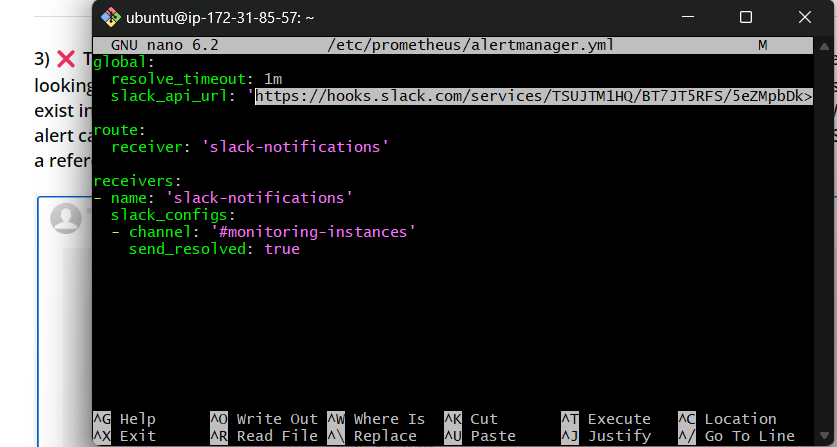 ubuntu@ip-172-31-85-57: ~
GNU nano 6.2 /etc/prometheus/alertmanager.yml M
3) ❌ T
global:
looking
resolve_timeout: 1m
slack_api_url: 'https://hooks.slack.com/services/TSUJTM1HQ/BT7JT5RFS/5eZMpbDk>
exist in
alert ca
route:
receiver: 'slack-notifications'
a refer
receivers:
- name: 'slack-notifications'
slack_configs:
- channel: '#monitoring-instances'
send_resolved: true
^G Help ^O Write Out ^W Where Is ^K Cut ^T Execute ^C Location
^X Exit ^R Read File ^\ Replace ^U Paste ^J Justify ^/ Go To Line